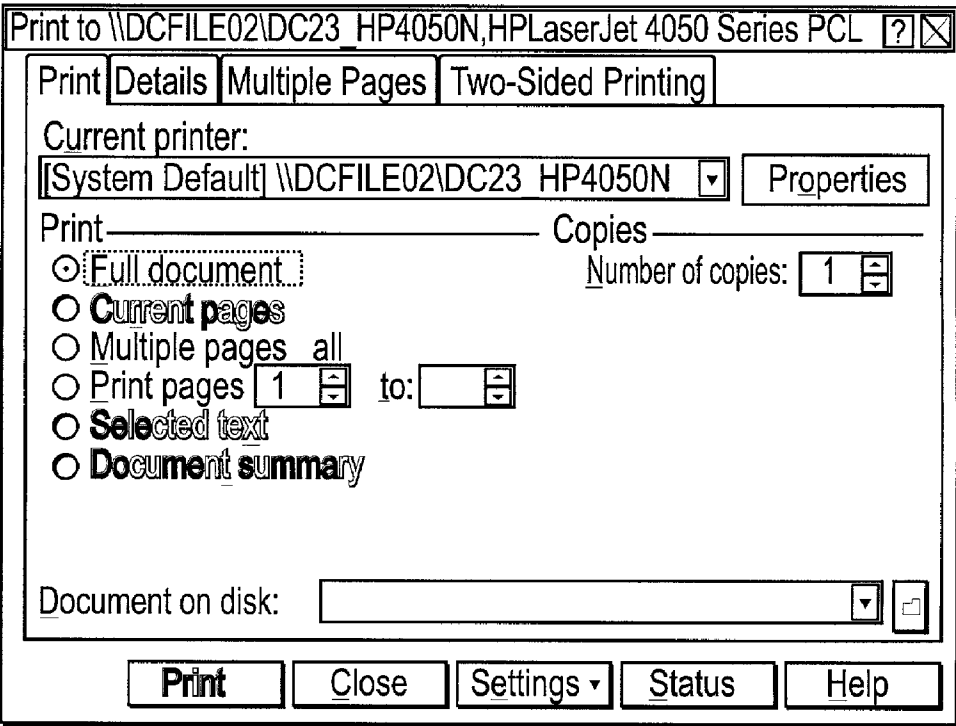 Print to \\DCFILE02\DC23_HP4050N,HPLaserJet 4050 Series PCL ?
Print Details Multiple Pages Two-Sided Printing
Current printer:
[System Default] \\DCFILE02\DC23_HP4050N Properties
Print Copies
Full document Number of copies: 1
Current pages
Multiple pages all
Print pages 1 to:
Selected text
Document summary
Document on disk:
Print Close Settings Status Help